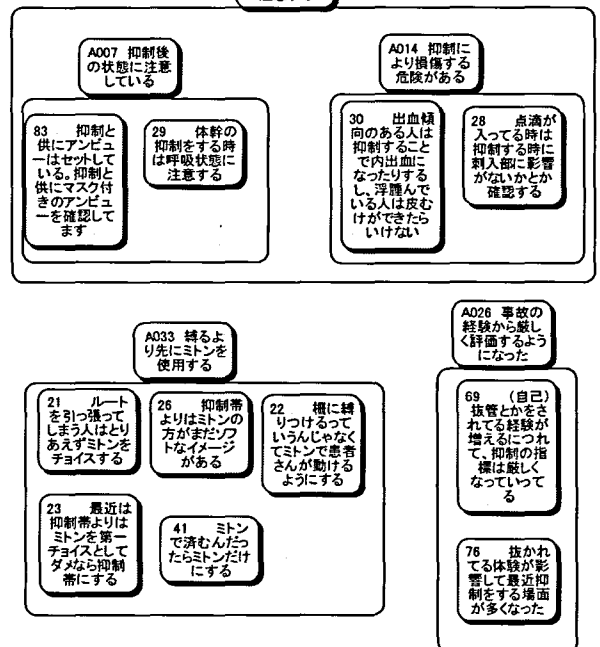 A007 抑制後
の状態に注意
している
83 抑制と
供にアンビュ
ーはセットして
いる。抑制と
供にマスク付
きのアンビュ
ーを確認して
ます
29 体幹の
抑制をする時
は呼吸状態に
注意する
A014 抑制に
より損傷する
危険がある
30 出血傾
向のある人は
抑制すること
で内出血に
なったりする
し、浮腫んで
いる人は皮む
けができたら
いけない
28 点滴が
入ってる時は
抑制する時に
刺入部に影響
がないかとか
確認する
A033 縛るよ
り先にミトンを
使用する
21 ルート
を引っ張って
しまう人はとり
あえずミトンを
チョイスする
26 抑制帯
よりはミトンの
方がまだソフ
トなイメージ
がある
22 柵に縛
りつけるって
いうんじゃなく
てミトンで患者
さんが動ける
ようにする
23 最近は
抑制帯よりは
ミトンを第一
チョイスとして
ダメなら抑制
帯にする
41 ミトン
で済むんだっ
たらミトンだけ
にする
A026 事故の
経験から厳し
く評価するよう
になった
69 (自己)
抜管とかをさ
れてる経験が
増えるにつれ
て、抑制の指
標は厳しく
なっていって
る
76 抜かれ
てる体験が影
響して最近抑
制をする場面
が多くなった